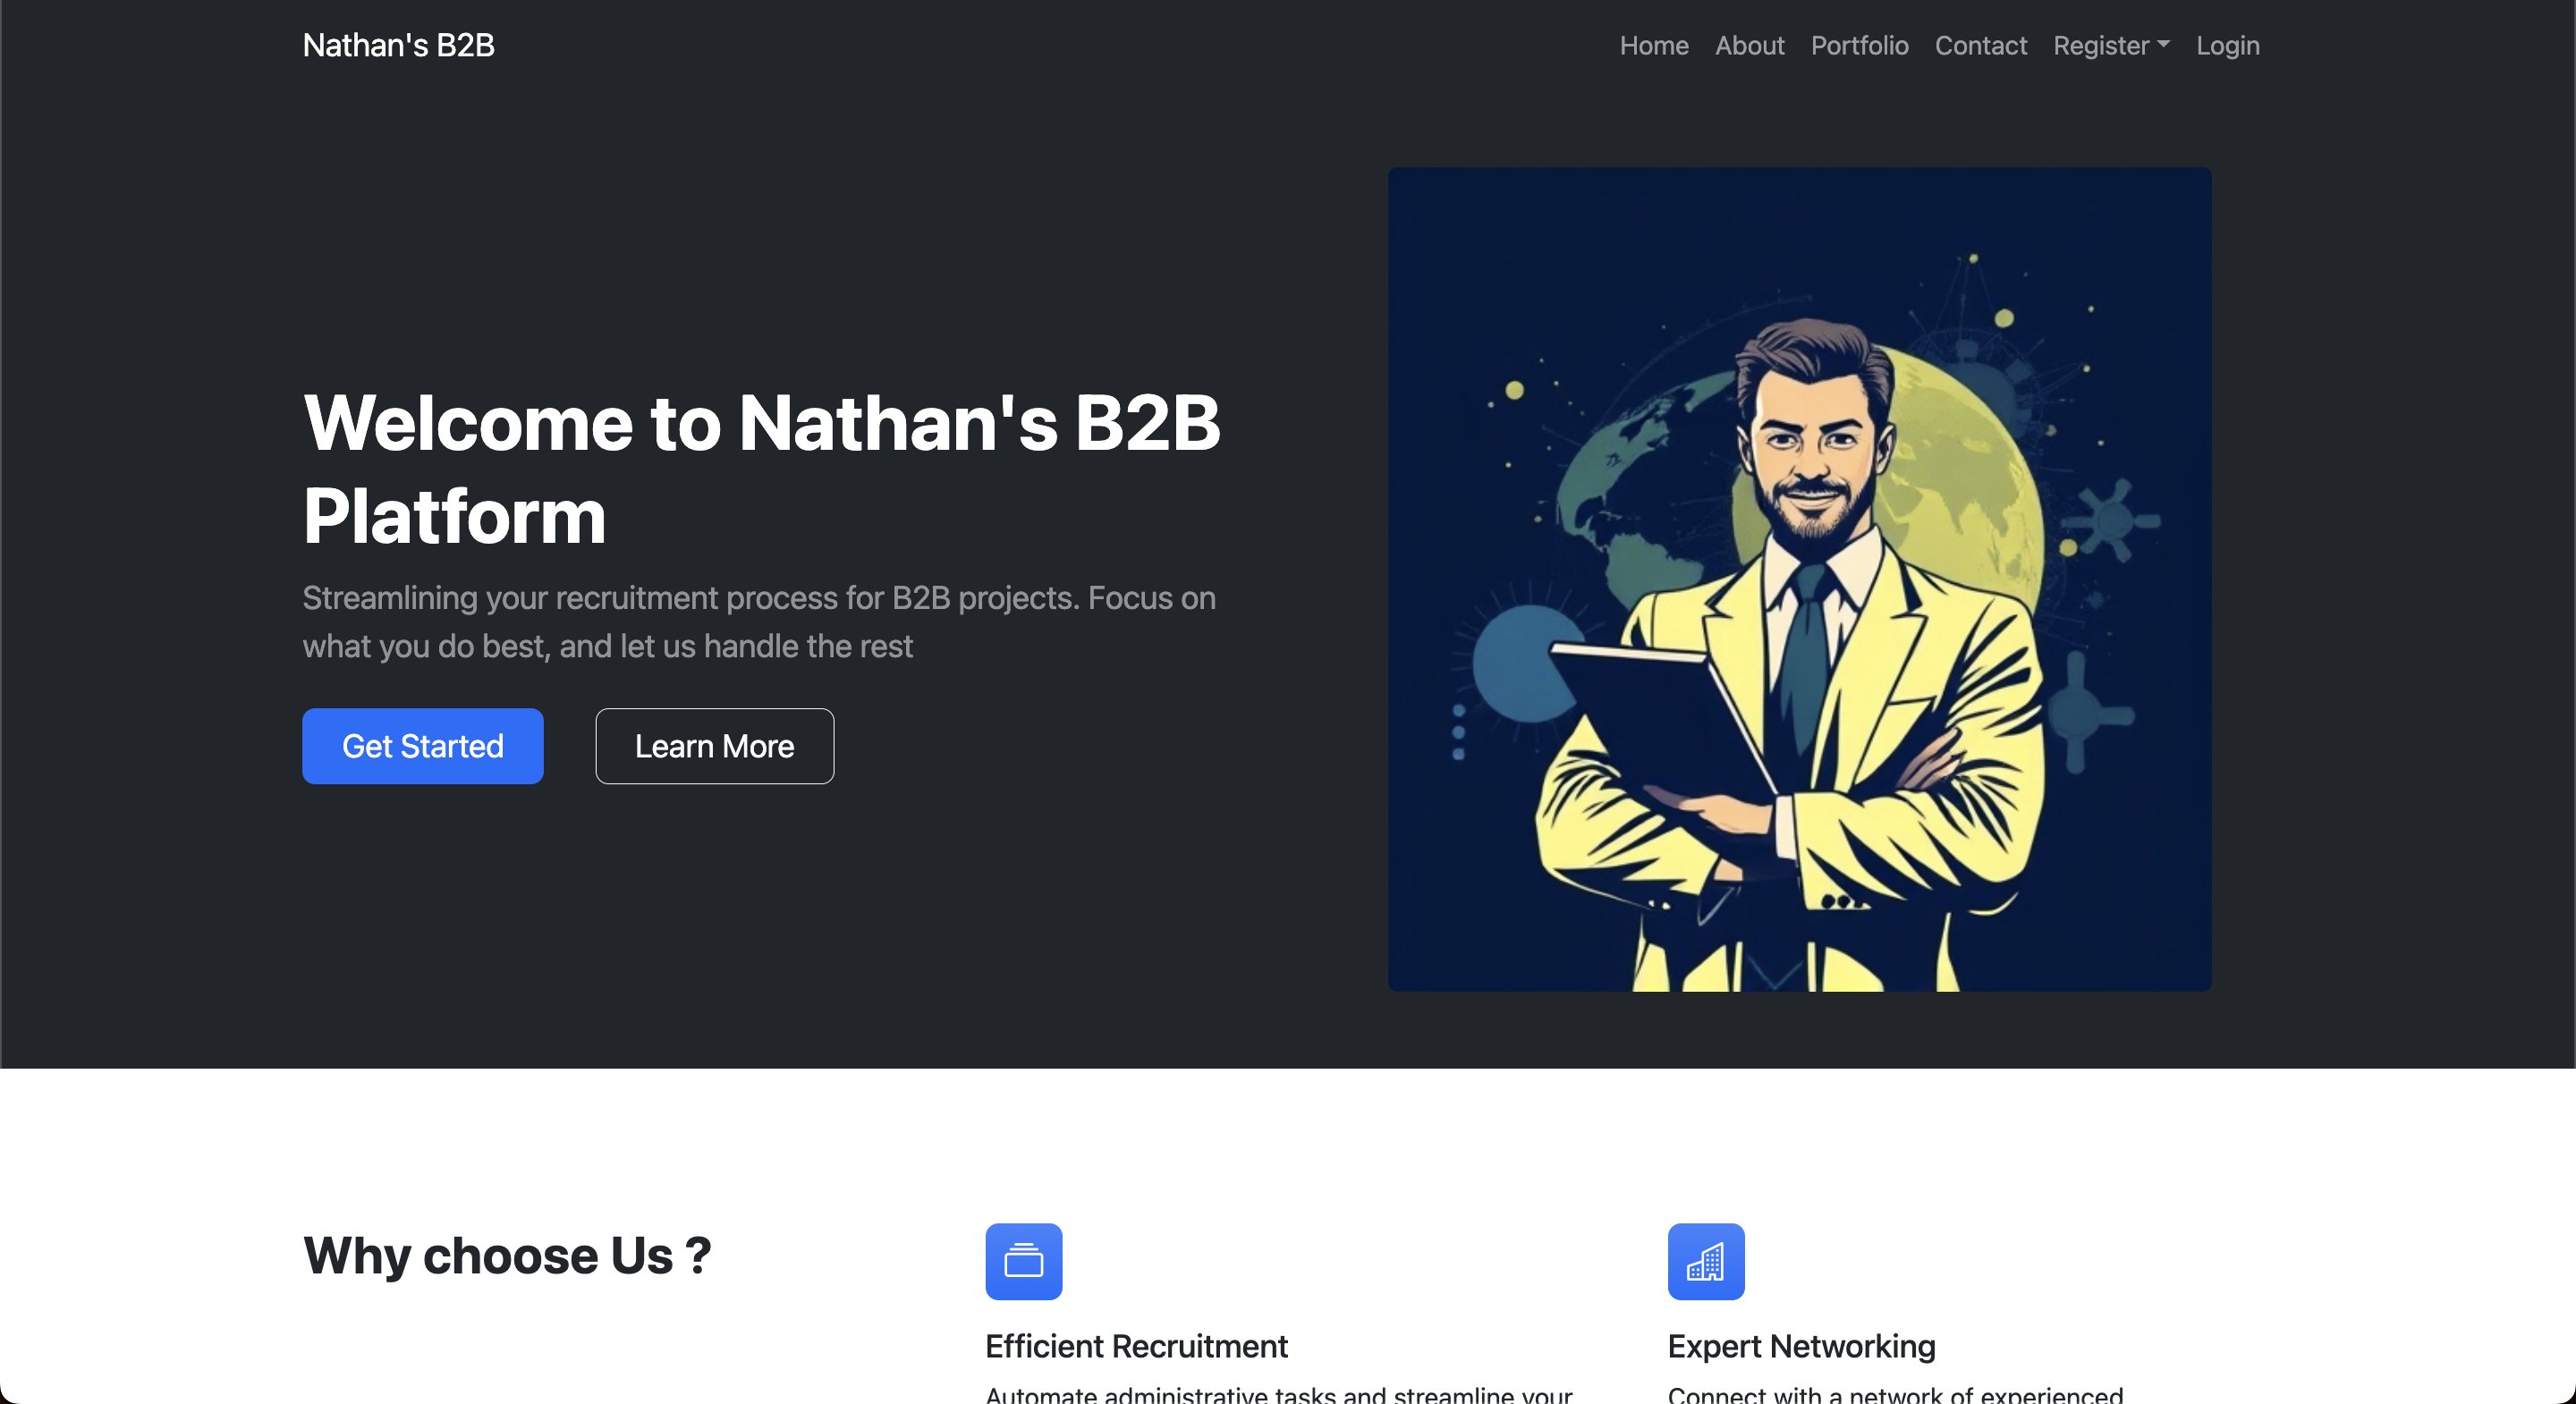 Nathan's B2B
Home About Portfolio Contact Register Login
Welcome to Nathan's B2B
Platform
Streamlining your recruitment process for B2B projects. Focus on
what you do best, and let us handle the rest
Get Started
Learn More
Why choose Us ?
Efficient Recruitment
Automate administrative tasks and streamline your
Expert Networking
Connect with a network of experienced